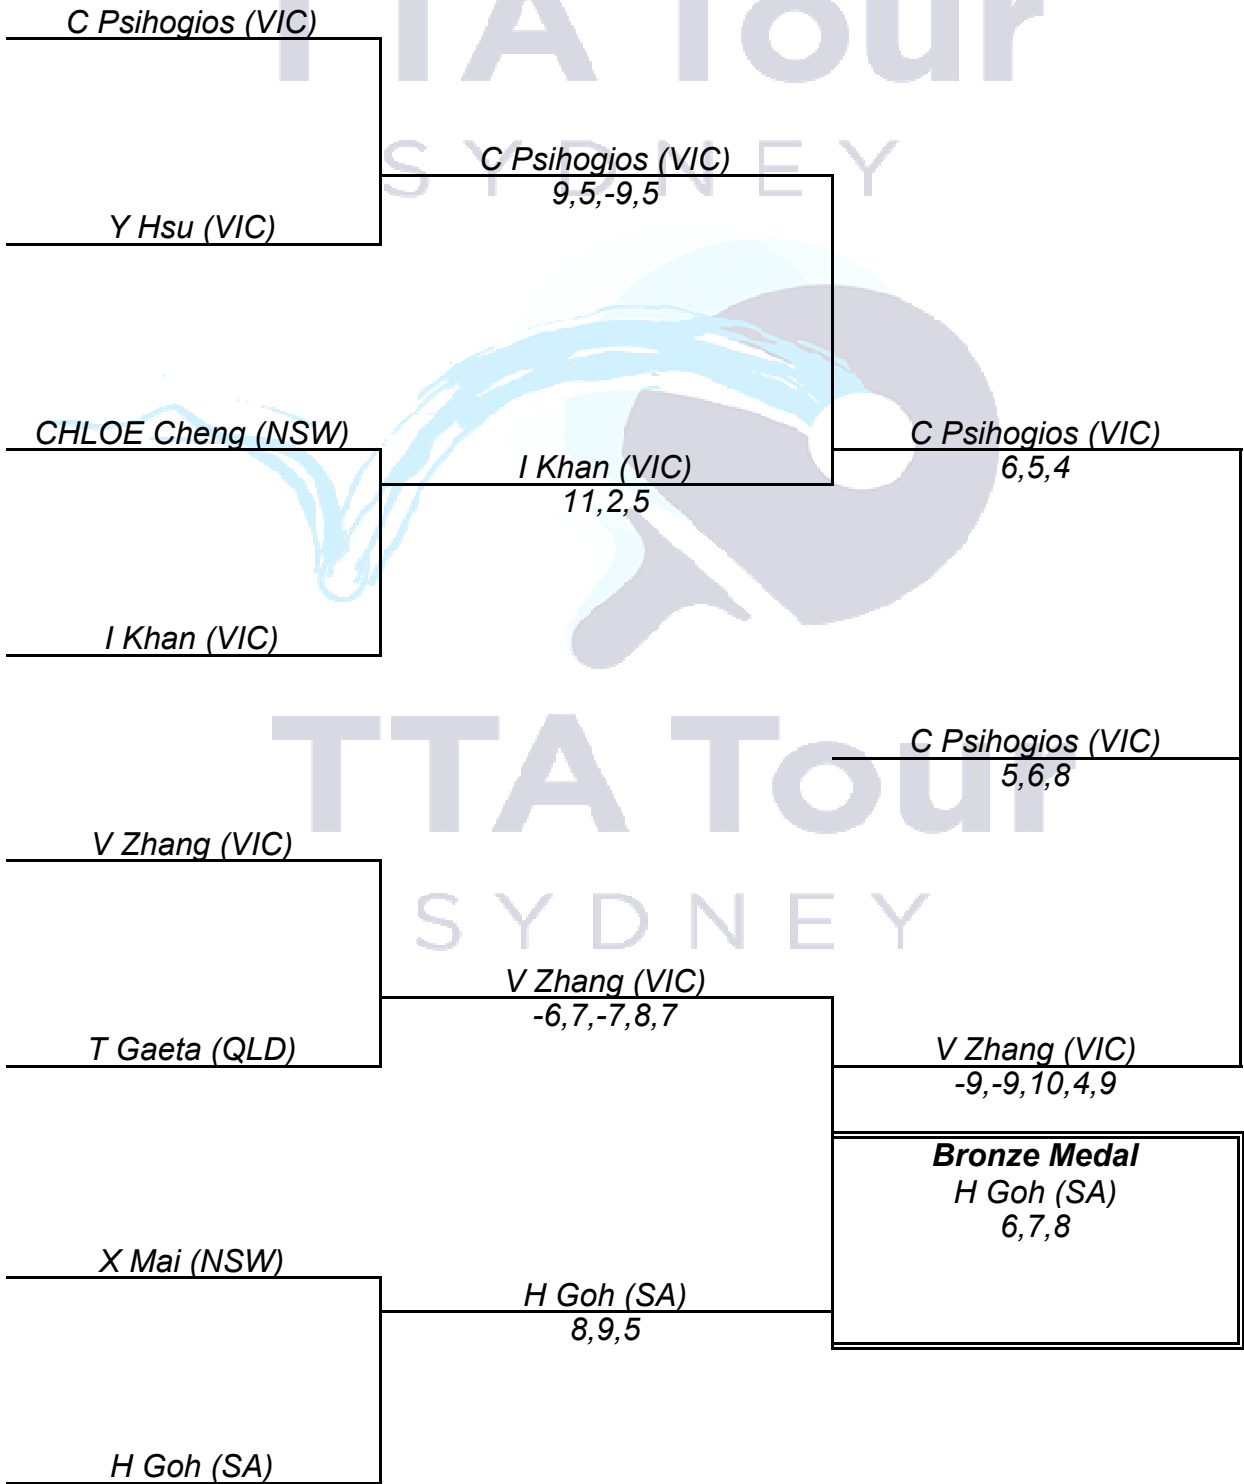 TTA Tour
C Psihogios (VIC)
SYDNEY
C Psihogios (VIC)
9,5,-9,5
Y Hsu (VIC)
CHLOE Cheng (NSW)
C Psihogios (VIC)
6,5,4
I Khan (VIC)
11,2,5
I Khan (VIC)
TTA Tour
C Psihogios (VIC)
5,6,8
V Zhang (VIC)
SYDNEY
V Zhang (VIC)
-6,7,-7,8,7
T Gaeta (QLD)
V Zhang (VIC)
-9,-9,10,4,9
Bronze Medal
H Goh (SA)
6,7,8
X Mai (NSW)
H Goh (SA)
8,9,5
H Goh (SA)